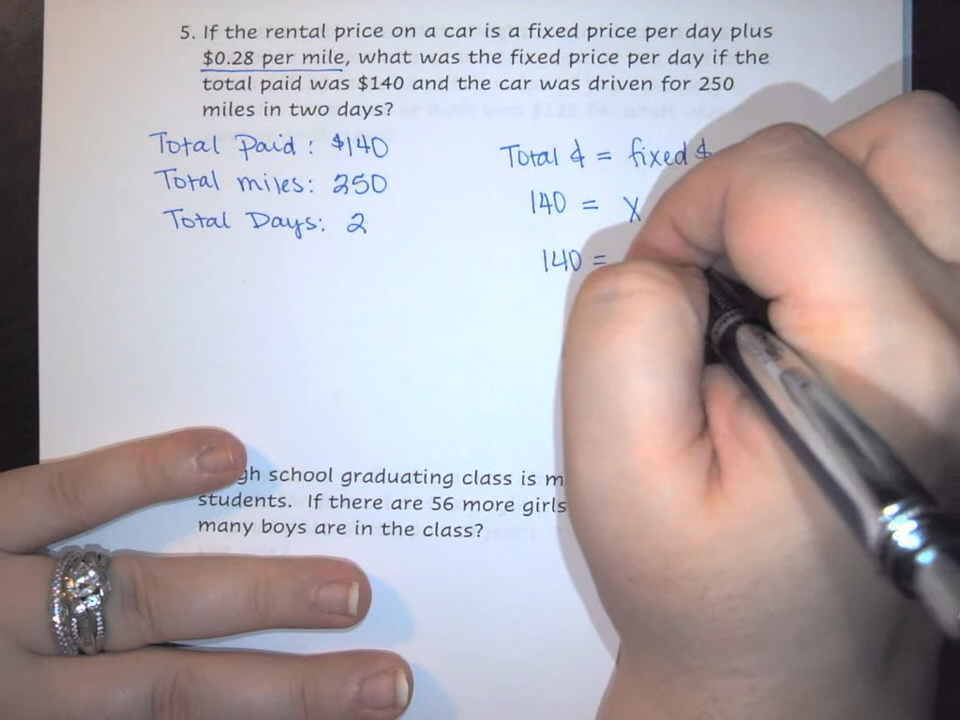 5. If the rental price on a car is a fixed price per day plus
$0.28 per mile, what was the fixed price per day if the
total paid was $140 and the car was driven for 250
miles in two days?
Total Paid: $140
Total miles: 250
Total Days: 2
Total $ = fixed $
140 = X
140 =
gh school graduating class is m
students. If there are 56 more girls
many boys are in the class?